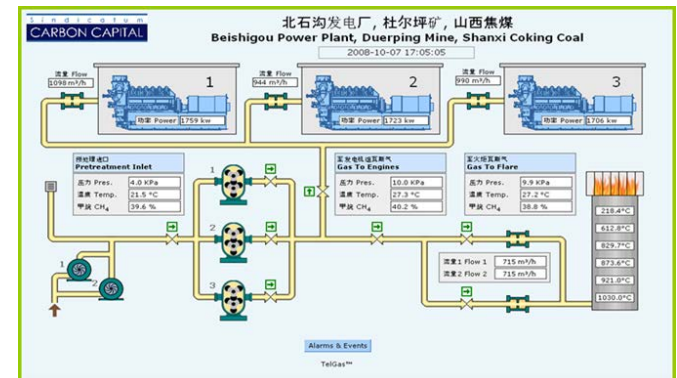 Sindicatum
CARBON CAPITAL
北石沟发电厂, 杜尔坪矿, 山西焦煤
Beishigou Power Plant, Duerping Mine, Shanxi Coking Coal
2008-10-07 17:05:05
流量 Flow
1098 m³/h
1
功率 Power 1759 kw
流量 Flow
944 m³/h
2
功率 Power 1723 kw
流量 Flow
990 m³/h
3
功率 Power 1706 kw
预处理进口
Pretreatment Inlet
压力 Pres. 4.0 KPa
温度 Temp. 21.5 °C
甲烷 CH₄ 39.6 %
至发电机组瓦斯气
Gas To Engines
压力 Pres. 10.0 KPa
温度 Temp. 27.3 °C
甲烷 CH₄ 40.2 %
至火炬瓦斯气
Gas To Flare
压力 Pres. 9.9 KPa
温度 Temp. 27.2 °C
甲烷 CH₄ 38.8 %
1
2
3
1
2
流量1 Flow 1 715 m³/h
流量2 Flow 2 715 m³/h
218.4°C
612.8°C
829.7°C
873.6°C
921.0°C
1030.0°C
Alarms & Events
TelGas™